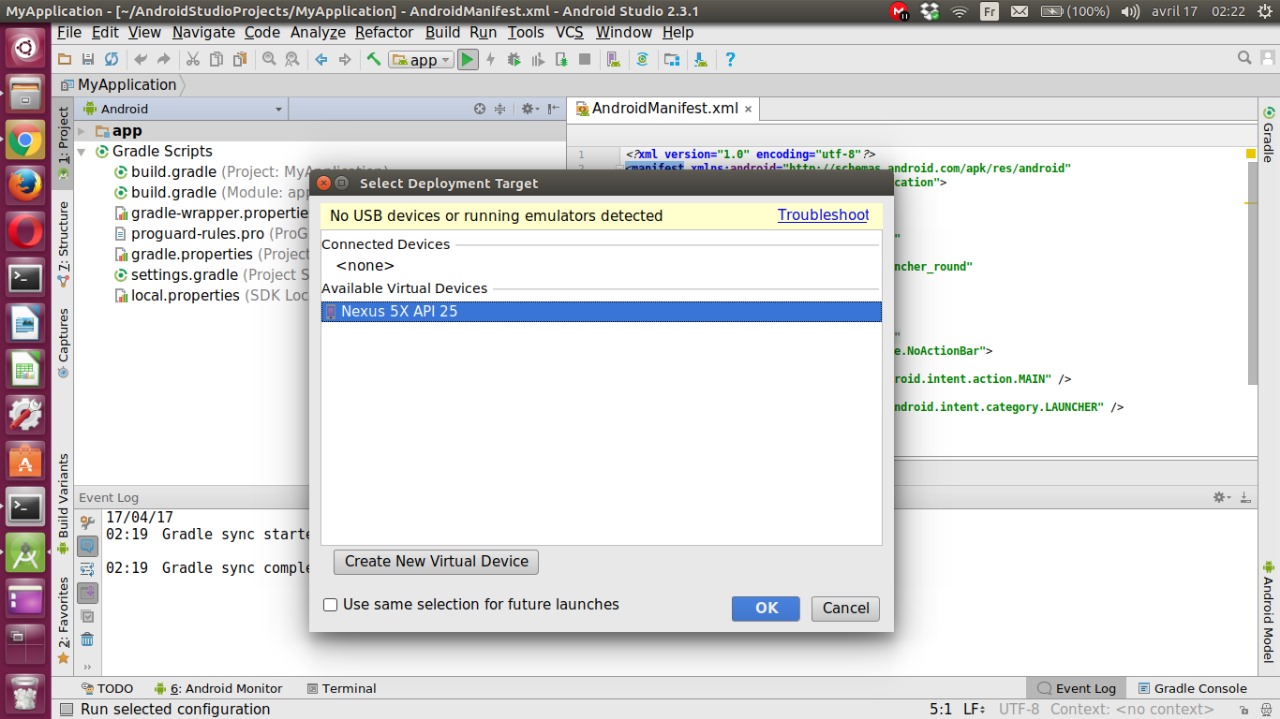 MyApplication - [~/AndroidStudioProjects/MyApplication] - AndroidManifest.xml - Android Studio 2.3.1
Fr
(100%)
avril 17
02:22
File Edit View Navigate Code Analyze Refactor Build Run Tools VCS Window Help
app
MyApplication
1: Project
7: Structure
Captures
Build Variants
2: Favorites
Android
app
Gradle Scripts
build.gradle (Project: MyApplication)
build.gradle (Module: app
gradle-wrapper.propertie
proguard-rules.pro (ProG
gradle.properties (Project
settings.gradle (Project S
local.properties (SDK Loc
AndroidManifest.xml
1
2
<?xml version="1.0" encoding="utf-8"?>
<manifest xmlns:android="http://schemas.android.com/apk/res/android"
cation">
"
ncher_round"
"
e.NoActionBar">
roid.intent.action.MAIN" />
ndroid.intent.category.LAUNCHER" />
Gradle
Android Model
Select Deployment Target
No USB devices or running emulators detected
Troubleshoot
Connected Devices
<none>
Available Virtual Devices
Nexus 5X API 25
Create New Virtual Device
Use same selection for future launches
OK
Cancel
Event Log
17/04/17
02:19 Gradle sync starte
02:19 Gradle sync comple
TODO
6: Android Monitor
Terminal
Event Log
Gradle Console
Run selected configuration
5:1 LF UTF-8 Context: <no context>